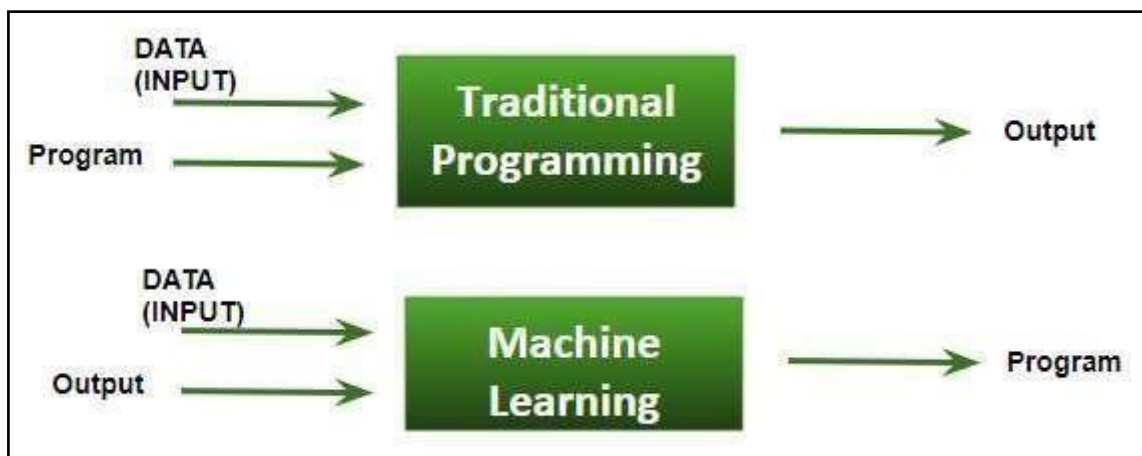 DATA
(INPUT)
Program
Traditional
Programming
Output
DATA
(INPUT)
Output
Machine
Learning
Program